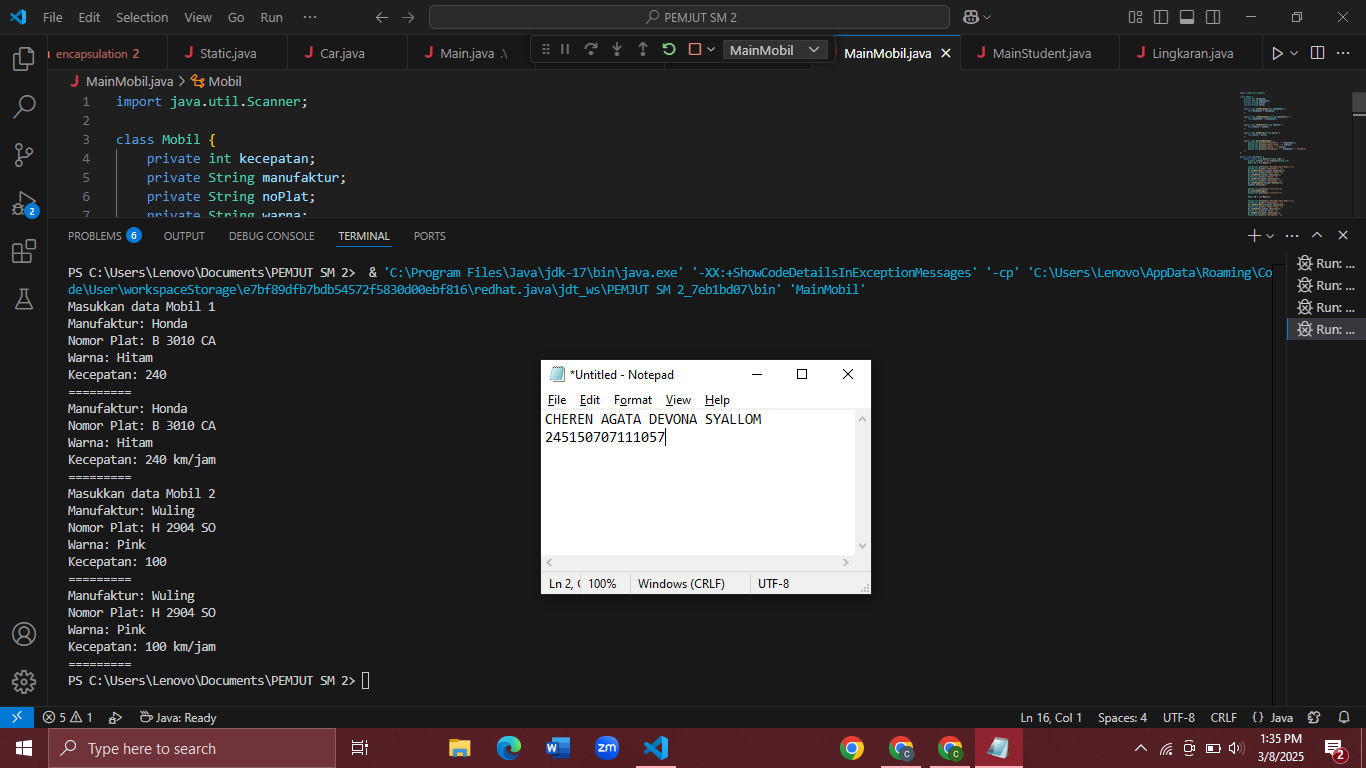 File Edit Selection View Go Run ··· PEMJUT SM 2
encapsulation 2 Static.java Car.java Main.java .\ MainMobil MainMobil.java MainStudent.java Lingkaran.java
MainMobil.java > Mobil
1 import java.util.Scanner;
2
3 class Mobil {
4 private int kecepatan;
5 private String manufaktur;
6 private String noPlat;
7 private String warna;
PROBLEMS 6 OUTPUT DEBUG CONSOLE TERMINAL PORTS
PS C:\Users\Lenovo\Documents\PEMJUT SM 2> & 'C:\Program Files\Java\jdk-17\bin\java.exe' '-XX:+ShowCodeDetailsInExceptionMessages' '-cp' 'C:\Users\Lenovo\AppData\Roaming\Co
de\User\workspaceStorage\e7bf89dfb7bdb54572f5830d00ebf816\redhat.java\jdt_ws\PEMJUT SM 2_7eb1bd07\bin' 'MainMobil'
Masukkan data Mobil 1
Manufaktur: Honda
Nomor Plat: B 3010 CA
Warna: Hitam
Kecepatan: 240
=========
Manufaktur: Honda
Nomor Plat: B 3010 CA
Warna: Hitam
Kecepatan: 240 km/jam
=========
Masukkan data Mobil 2
Manufaktur: Wuling
Nomor Plat: H 2904 SO
Warna: Pink
Kecepatan: 100
=========
Manufaktur: Wuling
Nomor Plat: H 2904 SO
Warna: Pink
Kecepatan: 100 km/jam
=========
PS C:\Users\Lenovo\Documents\PEMJUT SM 2>
Run: ...
Run: ...
Run: ...
Run: ...
*Untitled - Notepad
File Edit Format View Help
CHEREN AGATA DEVONA SYALLOM
245150707111057
Ln 2, 100% Windows (CRLF) UTF-8
2
5 1 Java: Ready Ln 16, Col 1 Spaces: 4 UTF-8 CRLF {} Java
Type here to search
1:35 PM
3/8/2025
2